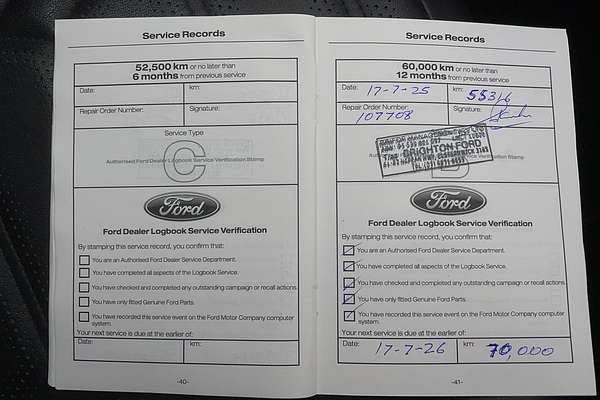 Service Records
52,500 km or no later than
6 months from previous service
Date: km:
Repair Order Number: Signature:
Service Type
C
Authorised Ford Dealer Logbook Service Verification Stamp
Ford
Ford Dealer Logbook Service Verification
By stamping this service record, you confirm that:
You are an Authorised Ford Dealer Service Department.
You have completed all aspects of the Logbook Service.
You have checked and completed any outstanding campaign or recall actions.
You have only fitted Genuine Ford Parts.
You have recorded this service event on the Ford Motor Company computer
system.
Your next service is due at the earlier of:
Date: km:
-40-
Service Records
60,000 km or no later than
12 months from previous service
Date: 17-7-25 km: 55316
Repair Order Number: 107708 Signature:
BRIGHTON FORD
Ford
Ford Dealer Logbook Service Verification
By stamping this service record, you confirm that:
You are an Authorised Ford Dealer Service Department.
You have completed all aspects of the Logbook Service.
You have checked and completed any outstanding campaign or recall actions.
You have only fitted Genuine Ford Parts.
You have recorded this service event on the Ford Motor Company computer
system.
Your next service is due at the earlier of:
Date: 17-7-26 km: 70,000
-41-